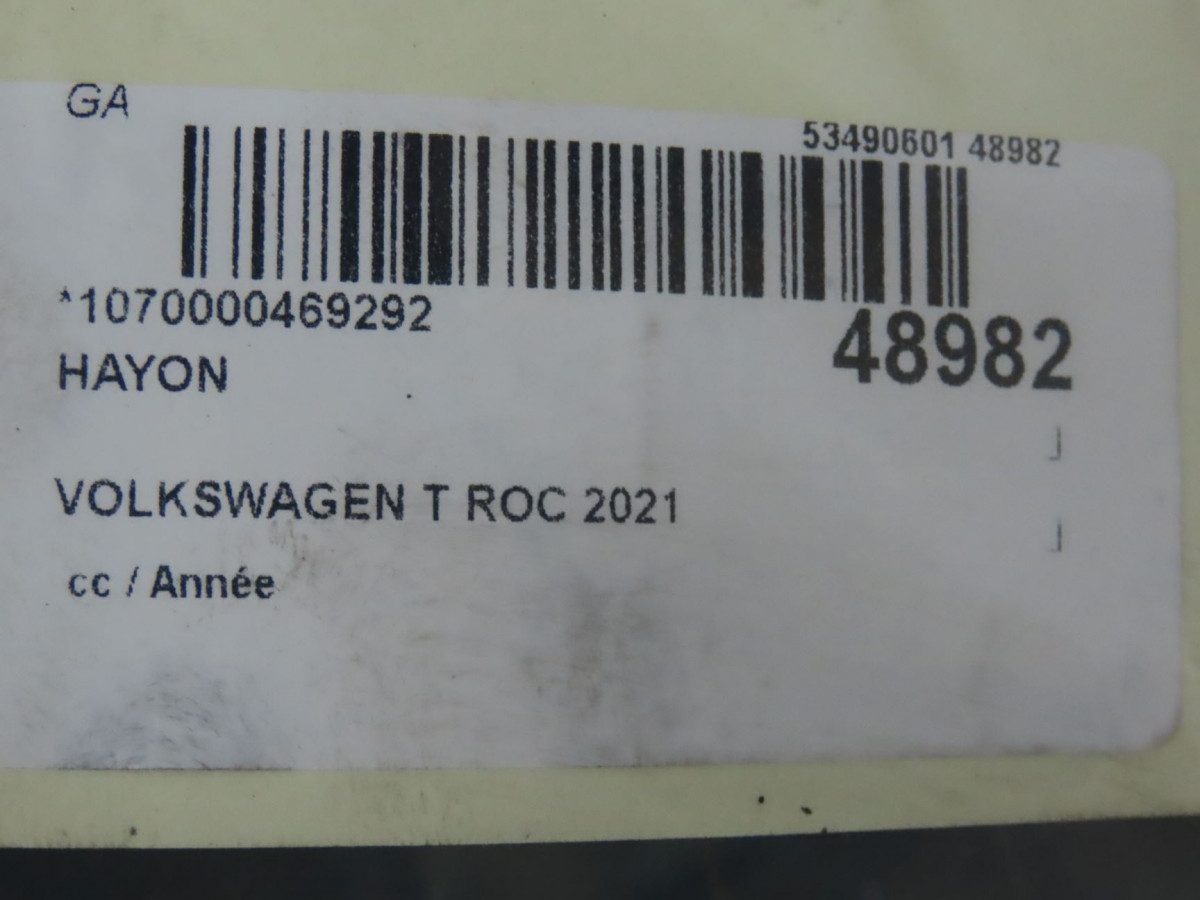 GA
53490601 48982
*1070000469292
48982
HAYON
VOLKSWAGEN T ROC 2021
cc / Année